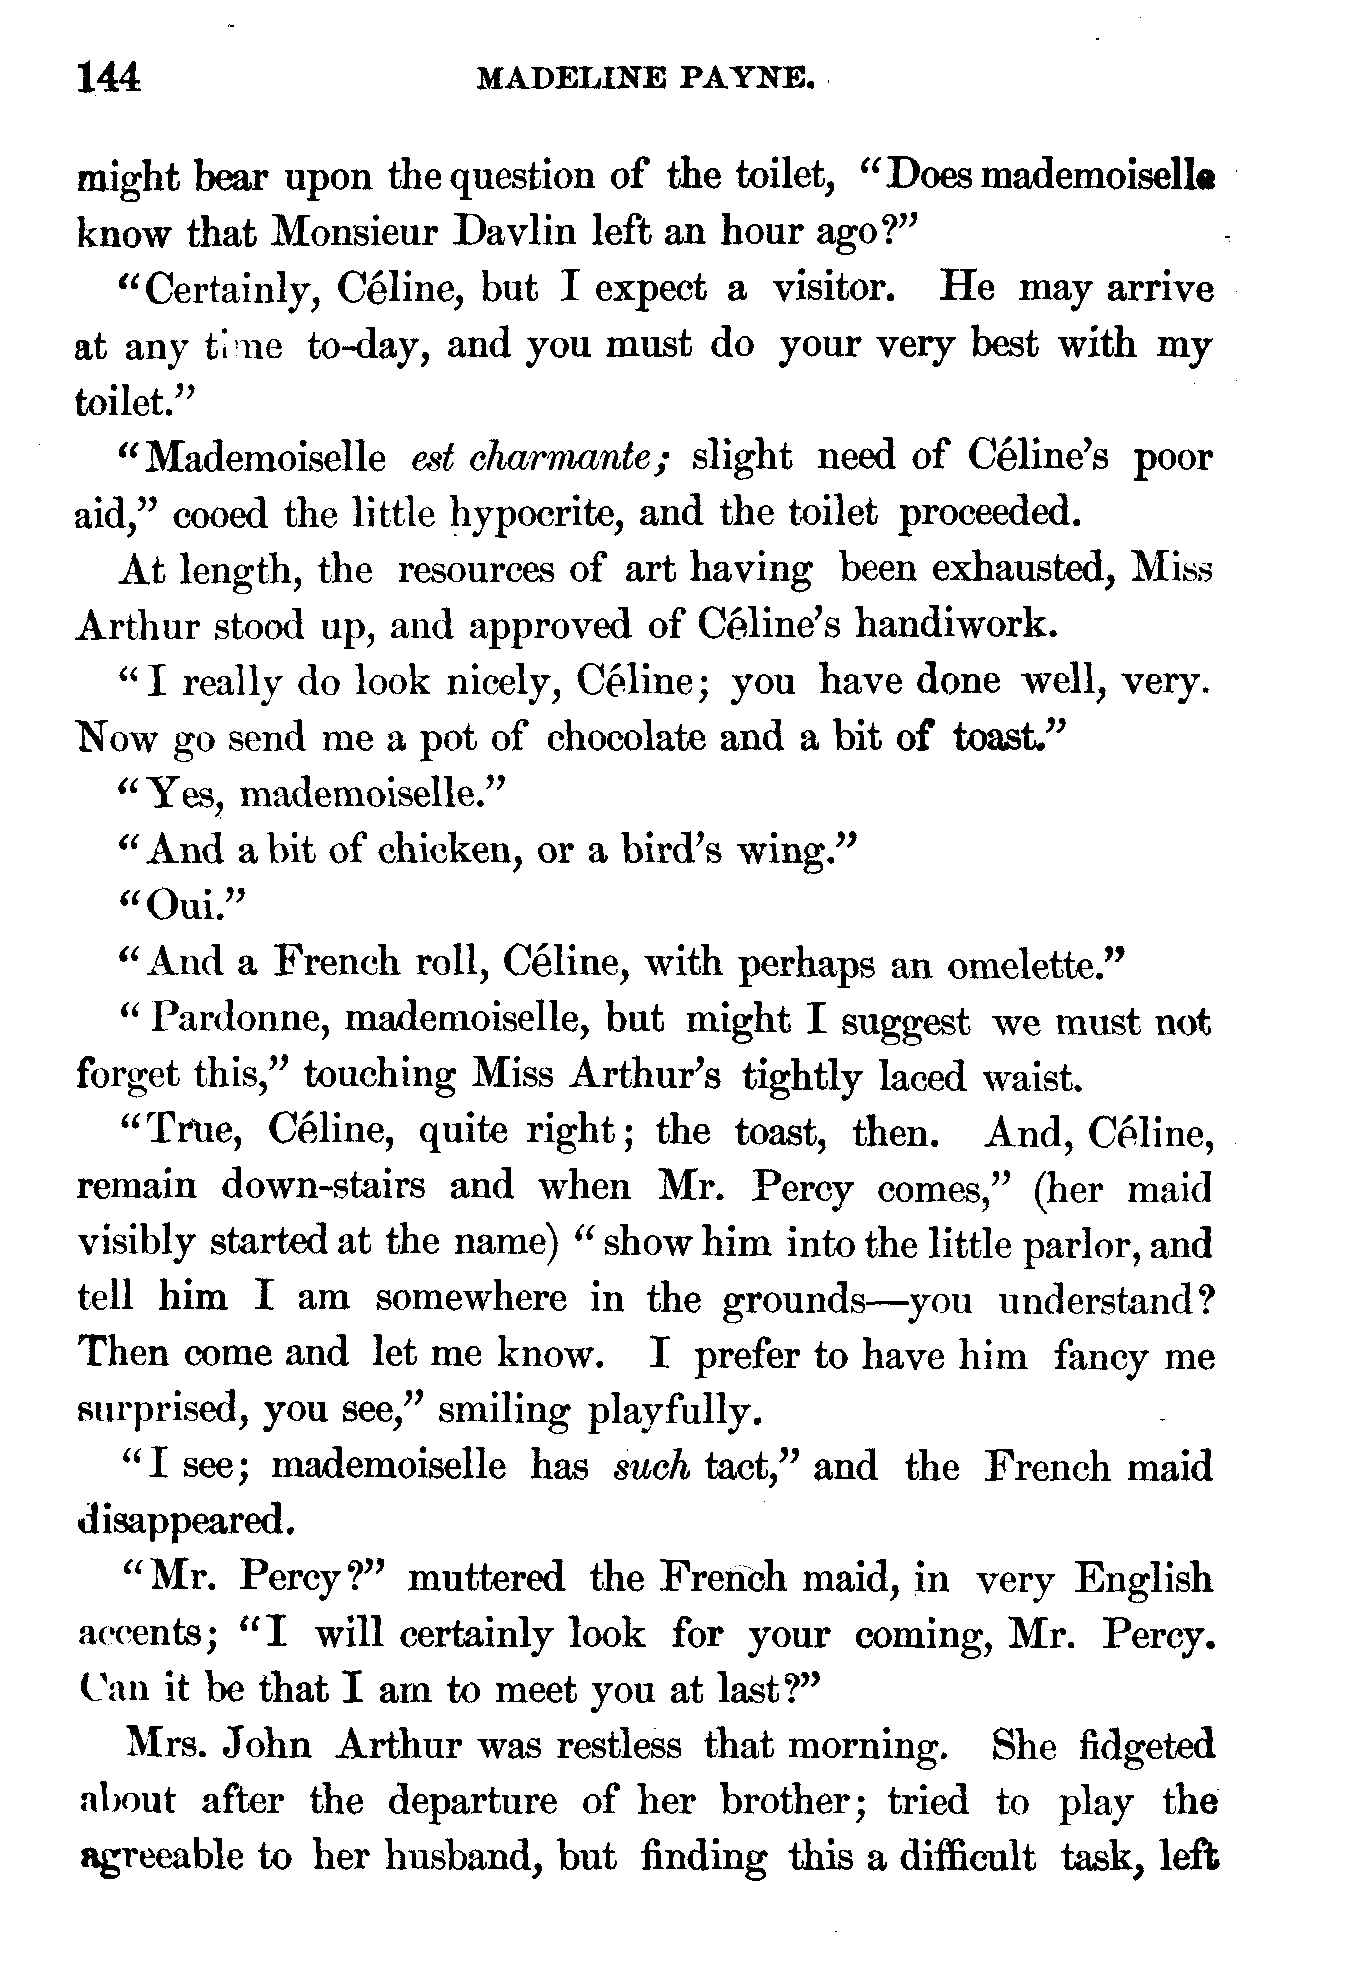 144 MADELINE PAYNE.
might bear upon the question of the toilet, “Does mademoiselle
know that Monsieur Davlin left an hour ago?”
“Certainly, Céline, but I expect a visitor. He may arrive
at any time to-day, and you must do your very best with my
toilet.”
“Mademoiselle est charmante; slight need of Céline’s poor
aid,” cooed the little hypocrite, and the toilet proceeded.
At length, the resources of art having been exhausted, Miss
Arthur stood up, and approved of Céline’s handiwork.
“I really do look nicely, Céline; you have done well, very.
Now go send me a pot of chocolate and a bit of toast.”
“Yes, mademoiselle.”
“And a bit of chicken, or a bird’s wing.”
“Oui.”
“And a French roll, Céline, with perhaps an omelette.”
“Pardonne, mademoiselle, but might I suggest we must not
forget this,” touching Miss Arthur’s tightly laced waist.
“True, Céline, quite right; the toast, then. And, Céline,
remain down-stairs and when Mr. Percy comes,” (her maid
visibly started at the name) “show him into the little parlor, and
tell him I am somewhere in the grounds—you understand?
Then come and let me know. I prefer to have him fancy me
surprised, you see,” smiling playfully.
“I see; mademoiselle has such tact,” and the French maid
disappeared.
“Mr. Percy?” muttered the French maid, in very English
accents; “I will certainly look for your coming, Mr. Percy.
Can it be that I am to meet you at last?”
Mrs. John Arthur was restless that morning. She fidgeted
about after the departure of her brother; tried to play the
agreeable to her husband, but finding this a difficult task, left